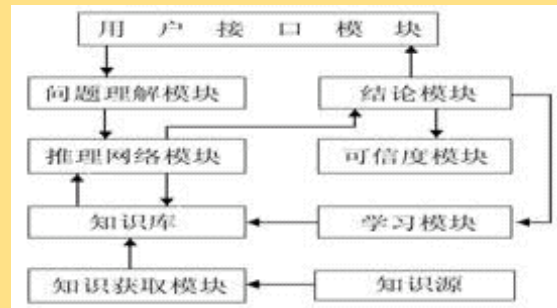 用户接口模块
问题理解模块 结论模块
推理网络模块 可信度模块
知识库 学习模块
知识获取模块 知识源